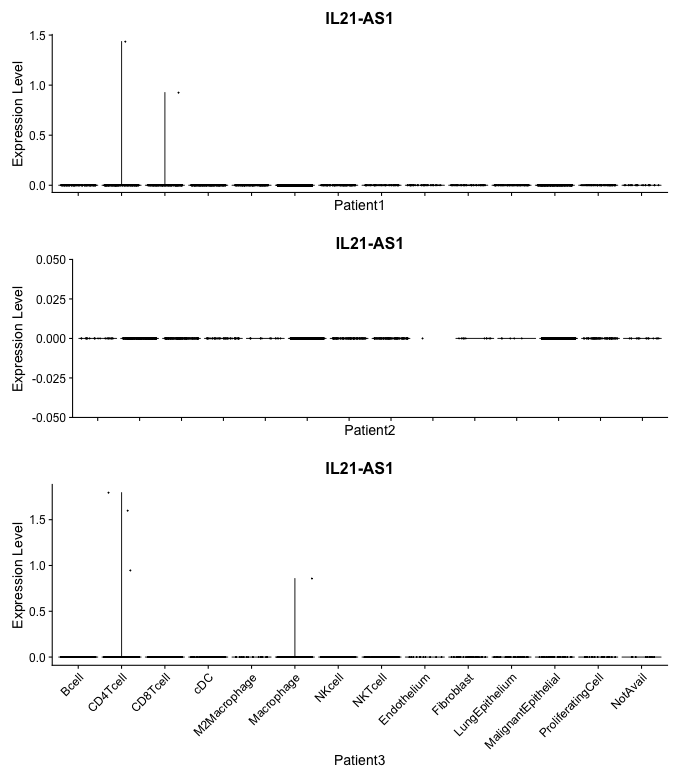 IL21-AS1
1.5
1.0
0.5
0.0
Expression Level
Patient1
IL21-AS1
0.050
0.025
0.000
-0.025
-0.050
Expression Level
Patient2
IL21-AS1
1.5
1.0
0.5
0.0
Expression Level
Bcell
CD4Tcell
CD8Tcell
cDC
M2Macrophage
Macrophage
NKcell
NKTcell
Endothelium
Fibroblast
LungEpithelium
MalignantEpithelial
ProliferatingCell
NotAvail
Patient3